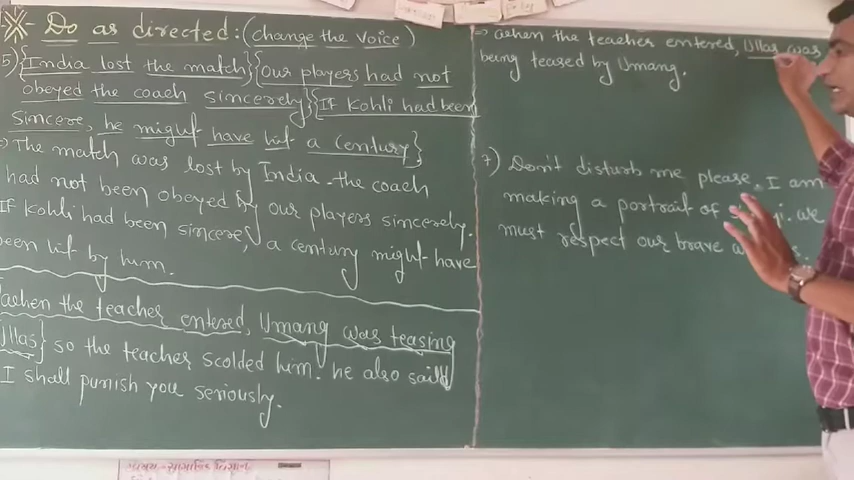 Do as directed: (change the voice)
5) {India lost the match} {Our players had not
obeyed the coach sincerely} {If Kohli had been
sincere, he might have hit a century}
The match was lost by India. The coach
had not been obeyed by our players sincerely.
If Kohli had been sincere, a century might have
been hit by him.
when the teacher entered, Umang was teasing
Ullas} so the teacher scolded him. he also said
I shall punish you seriously.
⇒ when the teacher entered, Ullas was
being teased by Umang.
7) Don't disturb me please. I am
making a portrait of we
must respect our brave